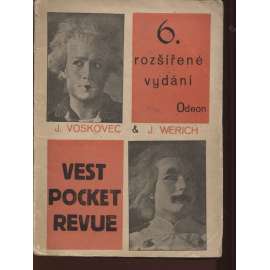 6.
rozšířené
vydání
Odeon
J. VOSKOVEC & J. WERICH
VEST
POCKET
REVUE